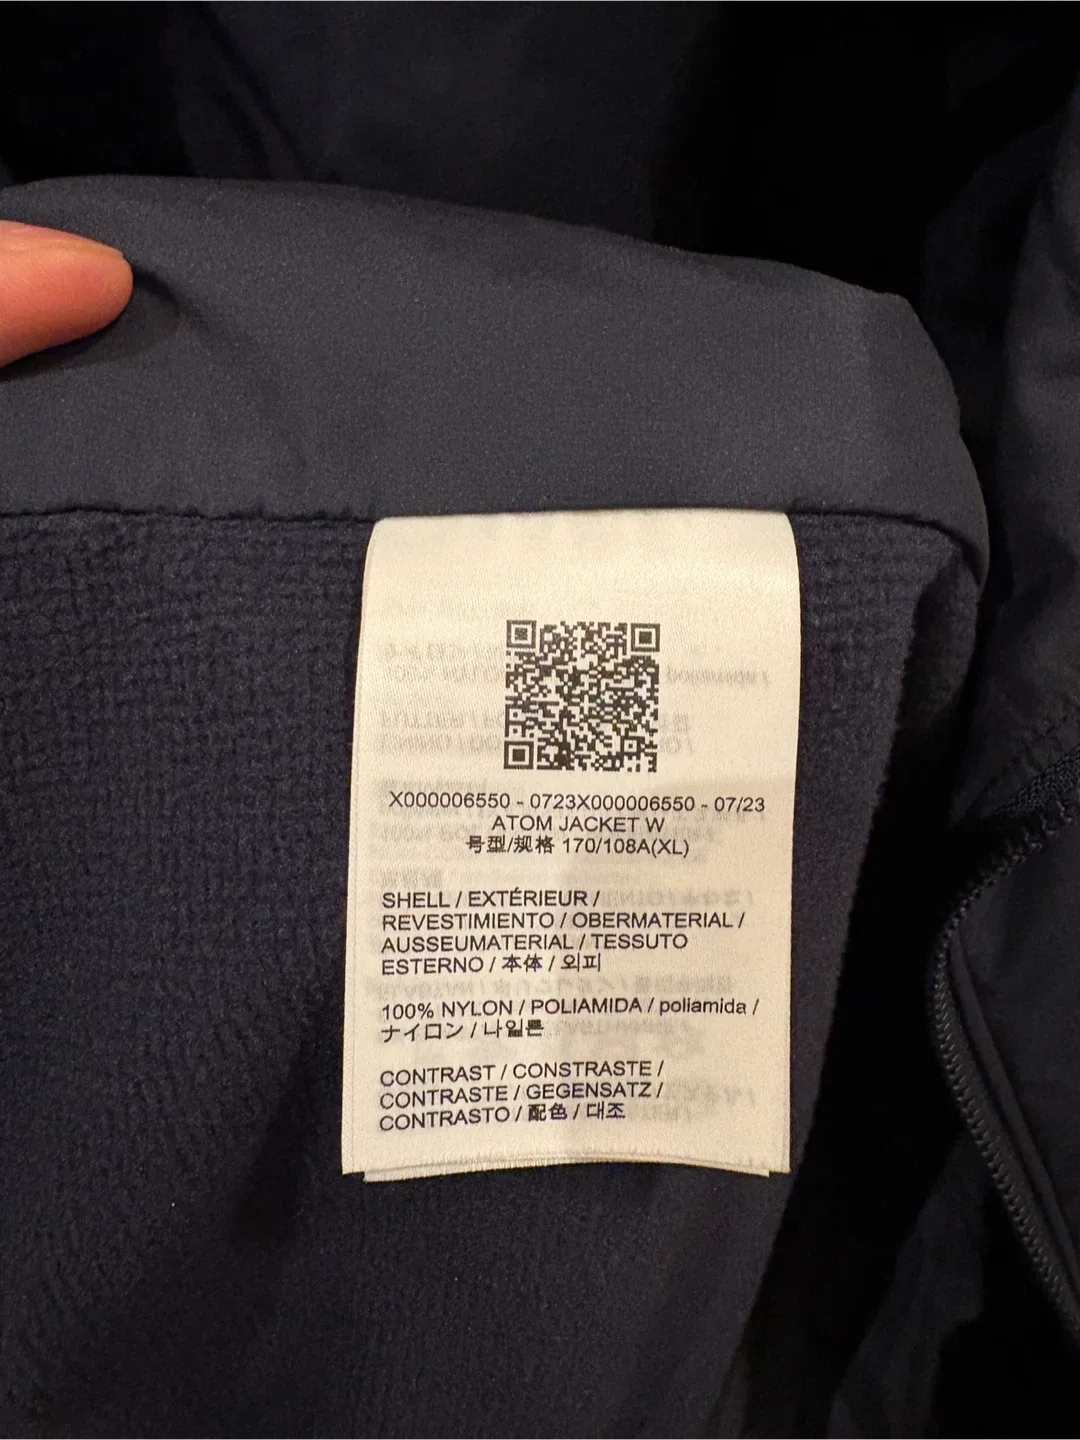 X000006550 - 0723X000006550 - 07/23
ATOM JACKET W
号型/规格 170/108A(XL)
SHELL / EXTÉRIEUR /
REVESTIMIENTO / OBERMATERIAL /
AUSSEUMATERIAL / TESSUTO
ESTERNO / 本体 / 외피
100% NYLON / POLIAMIDA / poliamida /
ナイロン / 나일론
CONTRAST / CONSTRASTE /
CONTRASTE / GEGENSATZ /
CONTRASTO / 配色 / 대조